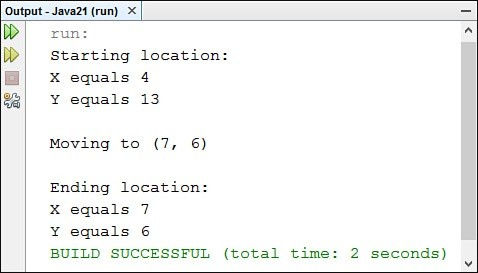 Output - Java21 (run) ×
run:
Starting location:
X equals 4
Y equals 13
Moving to (7, 6)
Ending location:
X equals 7
Y equals 6
BUILD SUCCESSFUL (total time: 2 seconds)